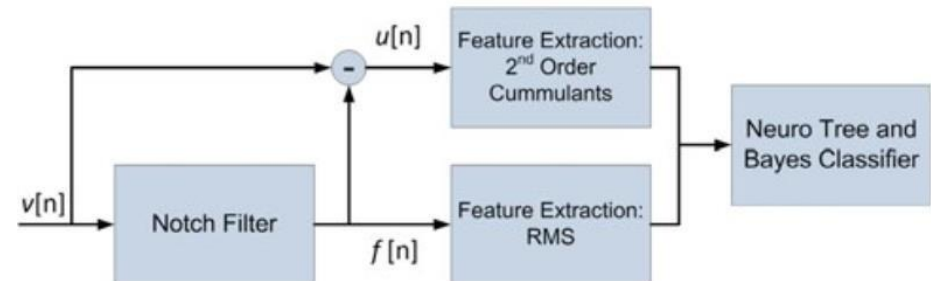 u[n]
Feature Extraction:
2nd Order
Cummulants
-
Neuro Tree and
Bayes Classifier
v[n]
Notch Filter
f[n]
Feature Extraction:
RMS